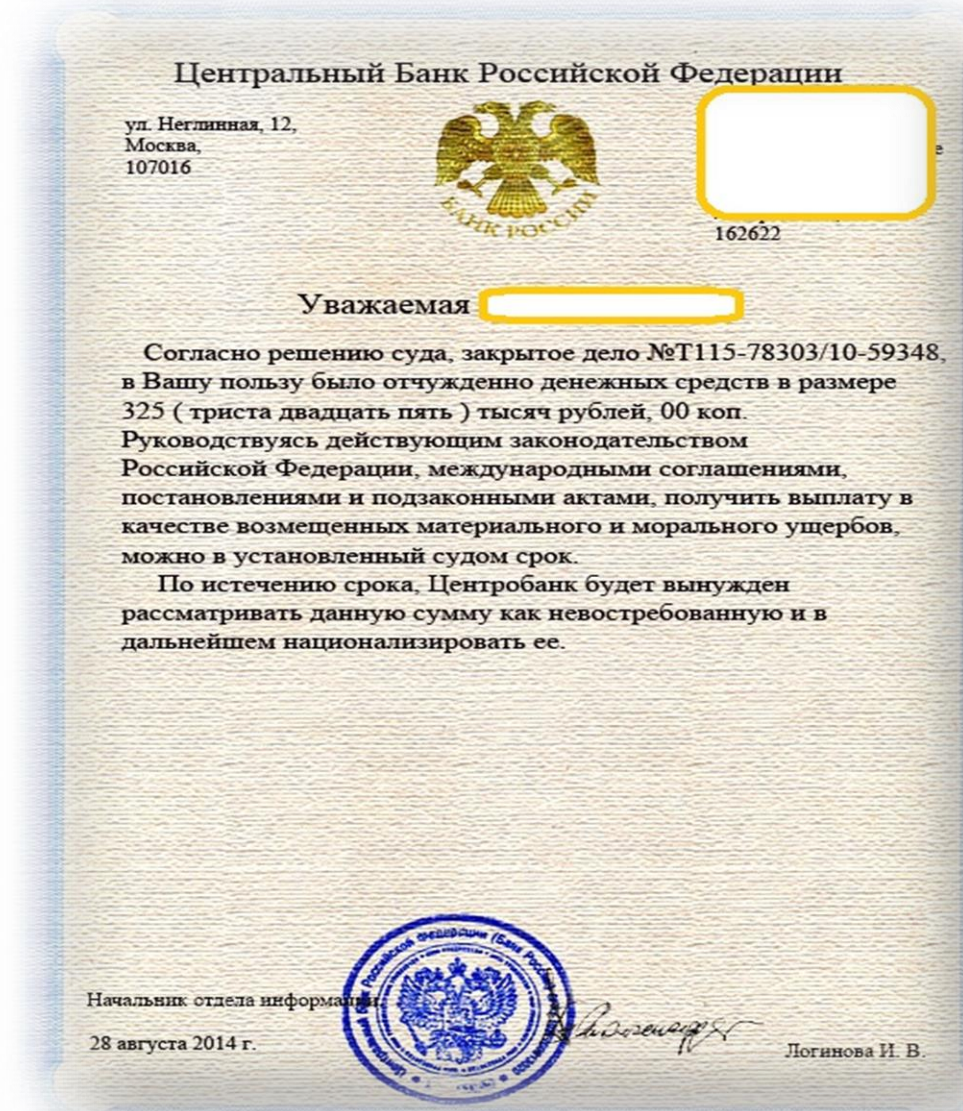 Центральный Банк Российской Федерации
ул. Неглинная, 12,
Москва,
107016
БАНК РОССИИ
162622
Уважаемая
Согласно решению суда, закрытое дело №Т115-78303/10-59348,
в Вашу пользу было отчужденно денежных средств в размере
325 ( триста двадцать пять ) тысяч рублей, 00 коп.
Руководствуясь действующим законодательством
Российской Федерации, международными соглашениями,
постановлениями и подзаконными актами, получить выплату в
качестве возмещенных материального и морального ущербов,
можно в установленный судом срок.
По истечению срока, Центробанк будет вынужден
рассматривать данную сумму как невостребованную и в
дальнейшем национализировать ее.
Начальник отдела информации
28 августа 2014 г.
Логинова И. В.